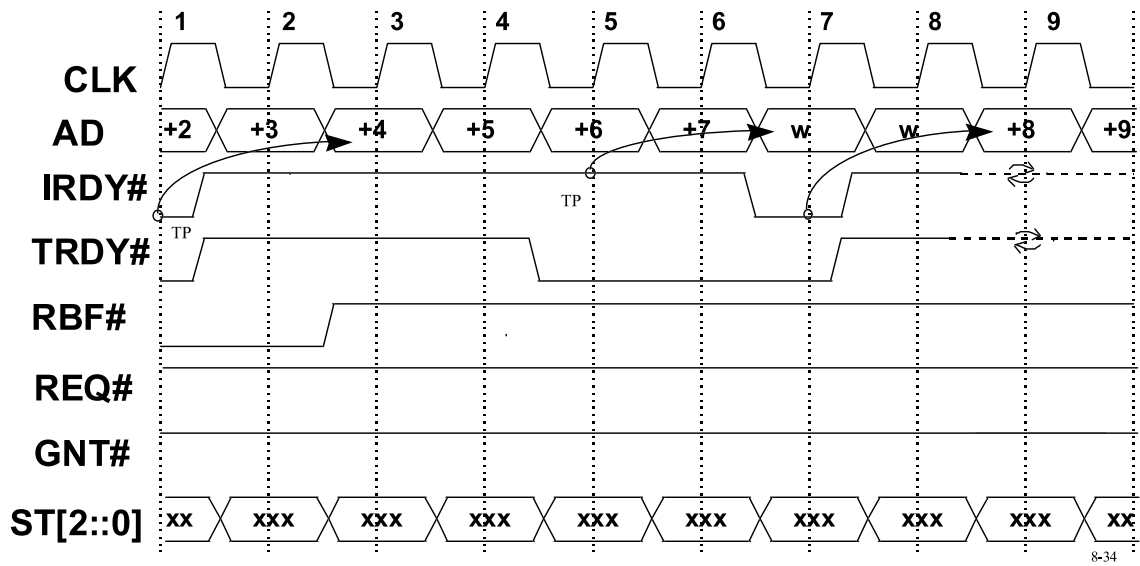 1 2 3 4 5 6 7 8 9
CLK
AD +2 +3 +4 +5 +6 +7 w w +8 +9
IRDY#
TP TP
TRDY#
RBF#
REQ#
GNT#
ST[2::0] xx xxx xxx xxx xxx xxx xxx xxx xxx xx
8-34